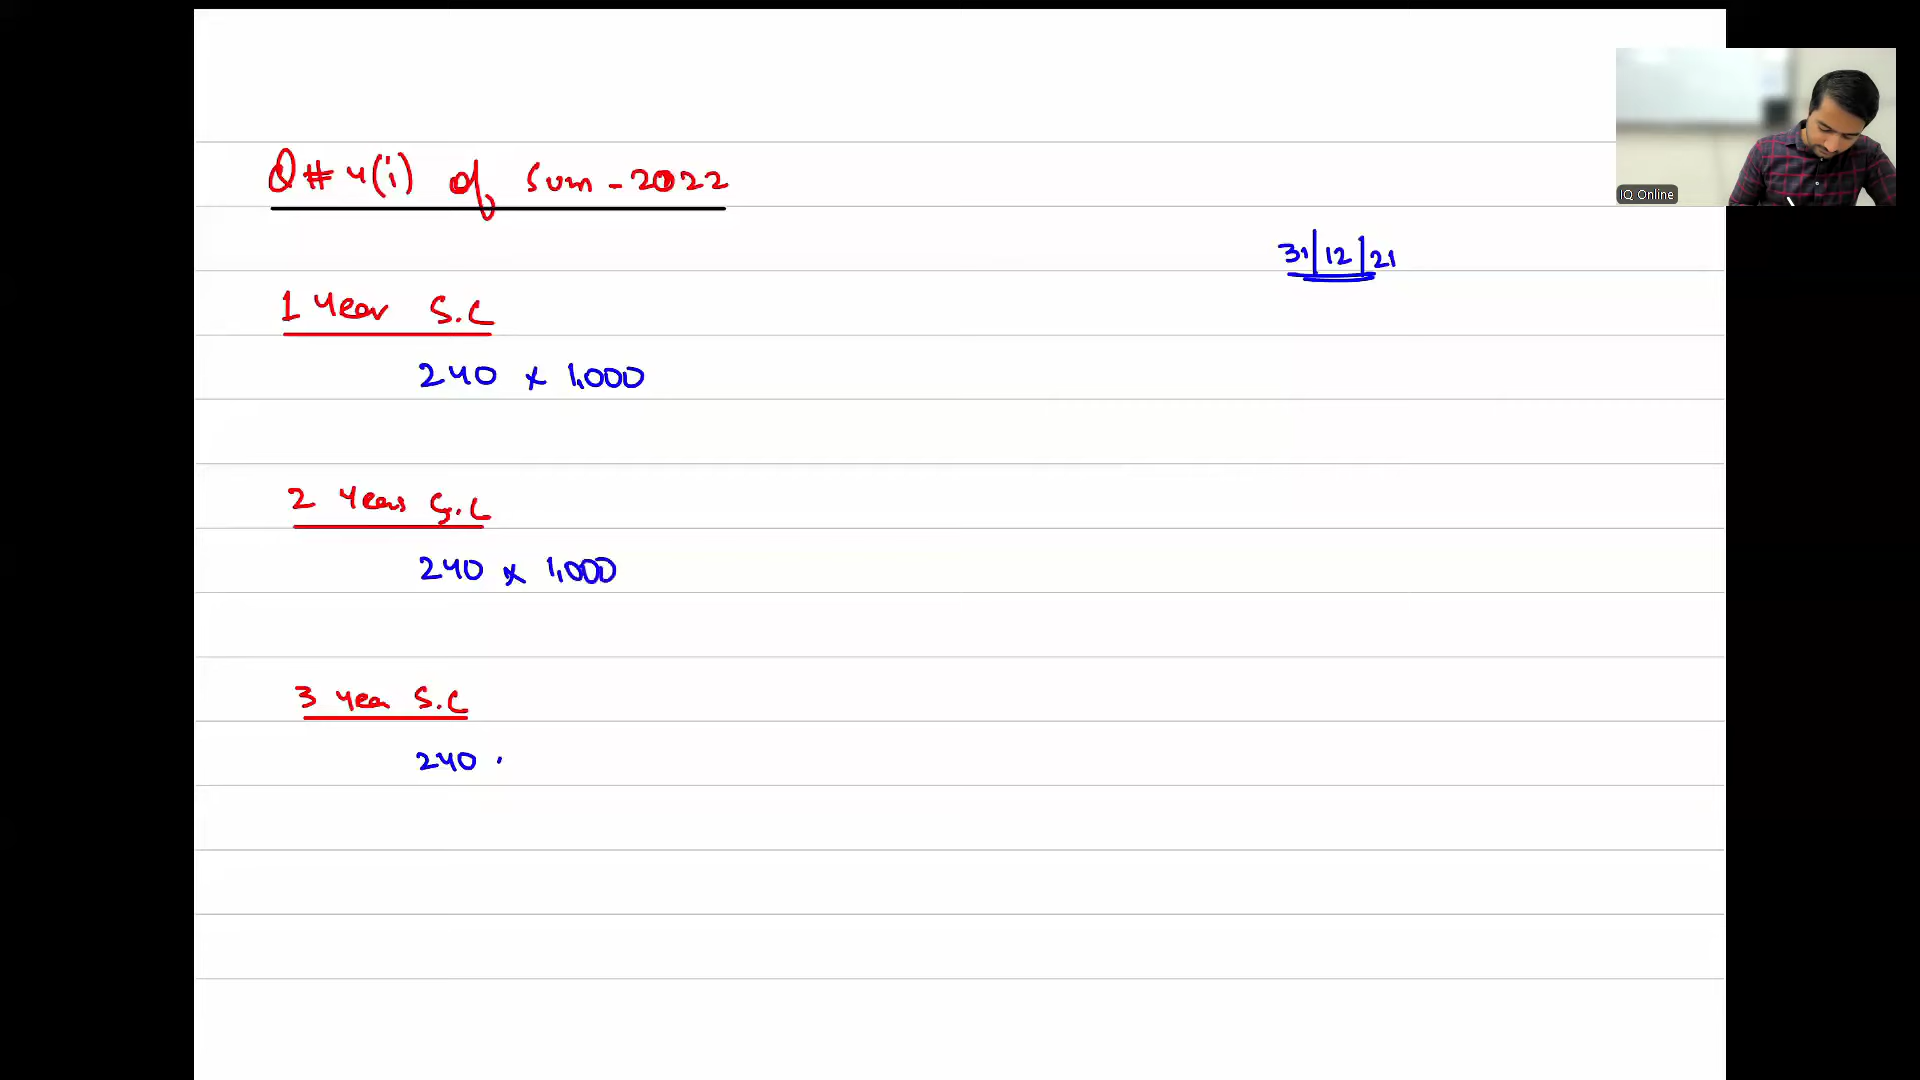 Q#4(i) of Sum-2022
IQ Online
31|12|21
1 Year S.C
240 x 1,000
2 Years S.C
240 x 1,000
3 Year S.C
240